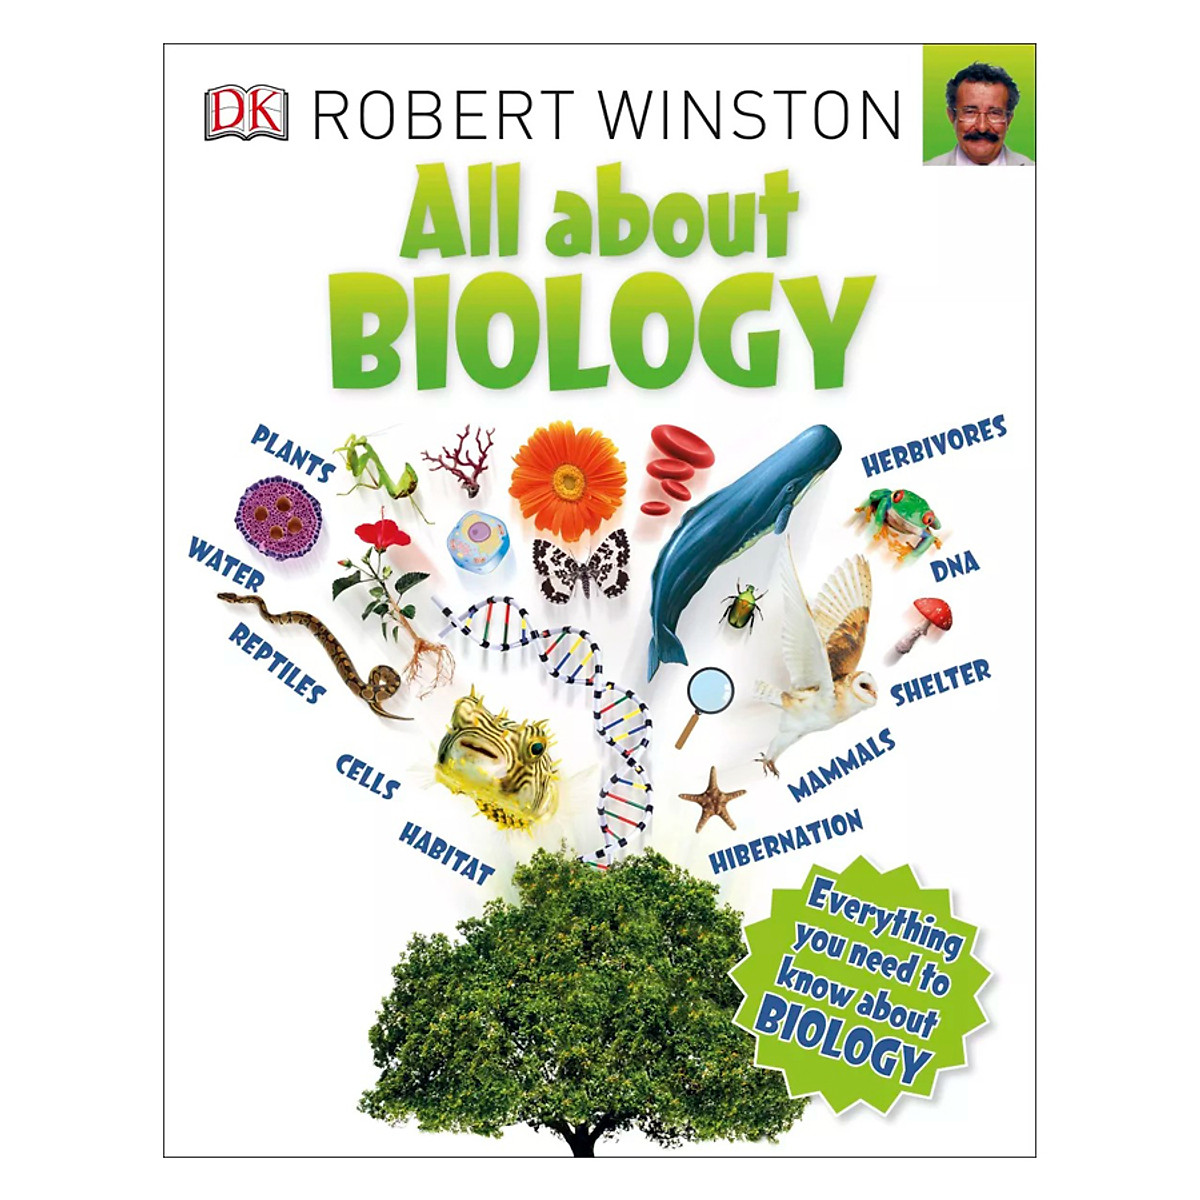 DK ROBERT WINSTON
All about
BIOLOGY
PLANTS
HERBIVORES
WATER
DNA
REPTILES
SHELTER
CELLS
MAMMALS
HABITAT
HIBERNATION
Everything
you need to
know about
BIOLOGY